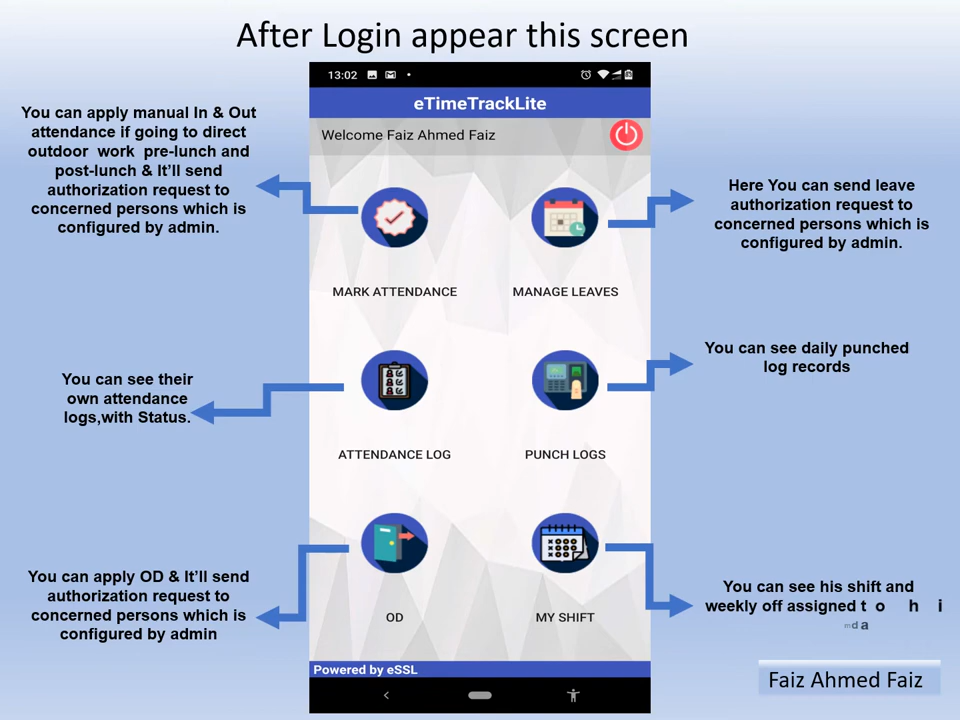 After Login appear this screen
13:02
eTimeTrackLite
Welcome Faiz Ahmed Faiz
You can apply manual In & Out
attendance if going to direct
outdoor work pre-lunch and
post-lunch & It'll send
authorization request to
concerned persons which is
configured by admin.
Here You can send leave
authorization request to
concerned persons which is
configured by admin.
MARK ATTENDANCE
MANAGE LEAVES
You can see their
own attendance
logs,with Status.
You can see daily punched
log records
ATTENDANCE LOG
PUNCH LOGS
You can apply OD & It'll send
authorization request to
concerned persons which is
configured by admin
You can see his shift and
weekly off assigned t o h i
OD
MY SHIFT
Powered by eSSL
Faiz Ahmed Faiz